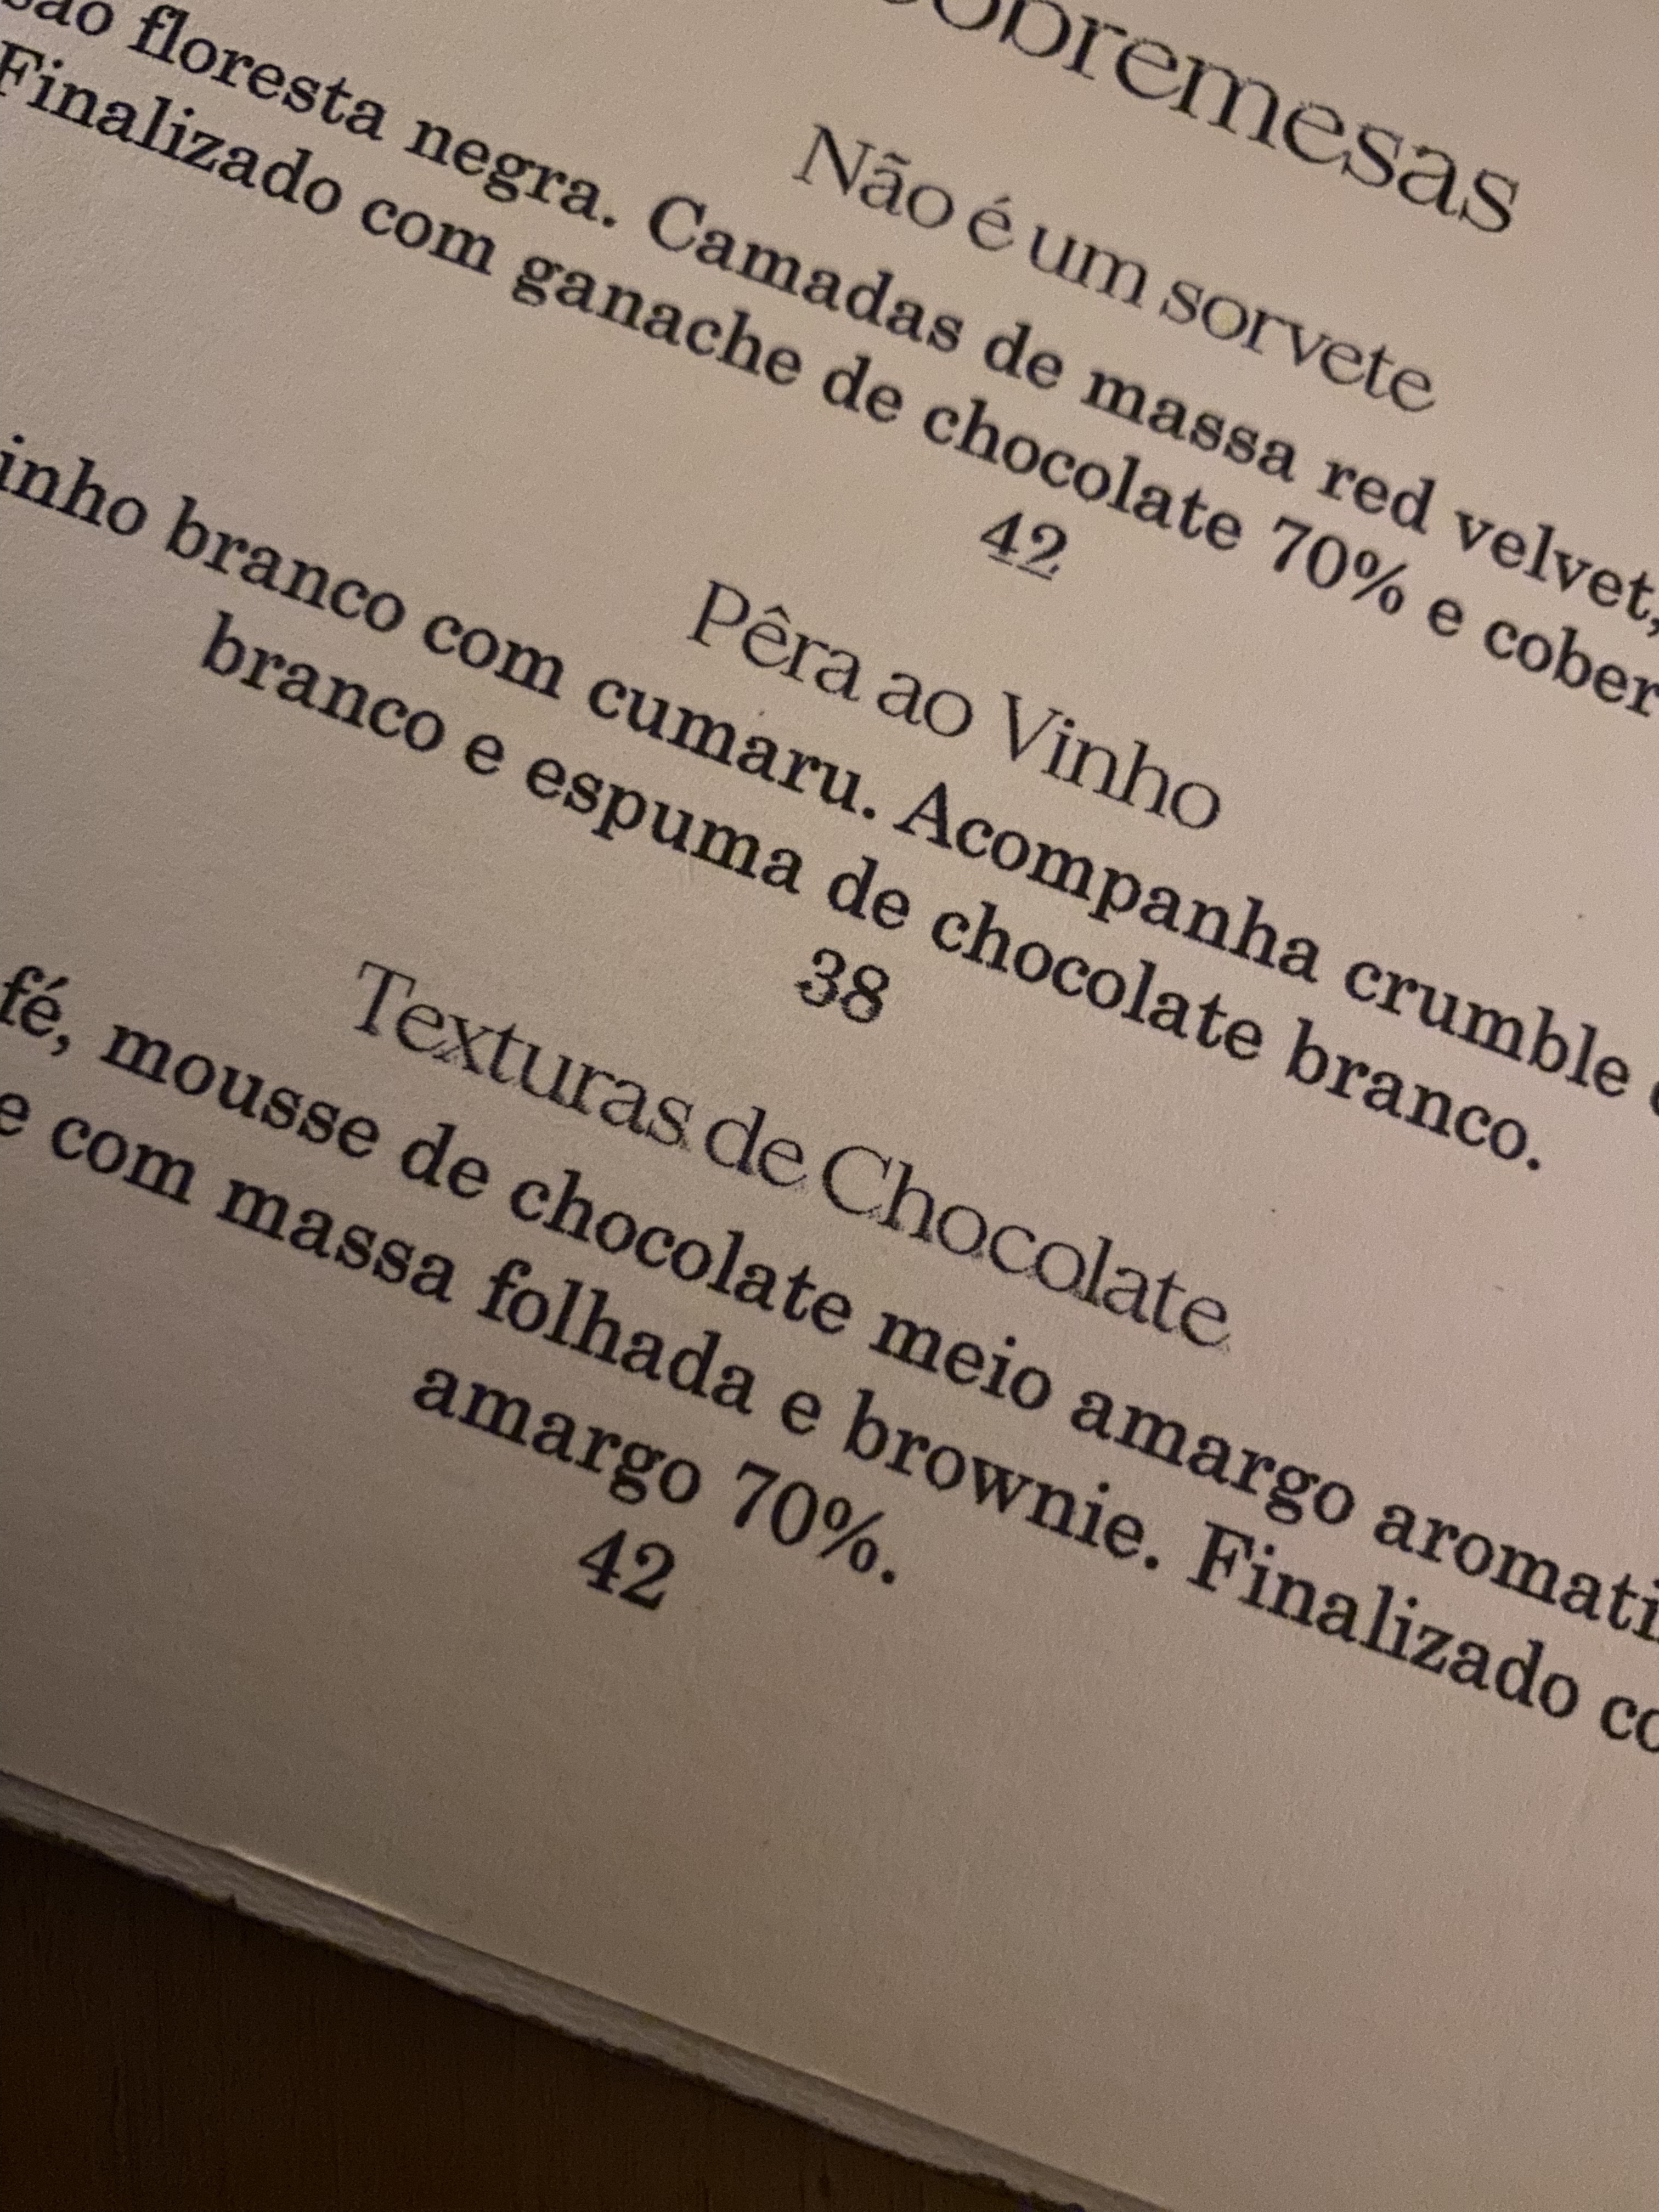 obremesas
Não é um sorvete
são floresta negra. Camadas de massa red velvet,
Finalizado com ganache de chocolate 70% e cober
42
Pêra ao Vinho
inho branco com cumaru. Acompanha crumble
branco e espuma de chocolate branco.
38
Texturas de Chocolate
fé, mousse de chocolate meio amargo aromati
e com massa folhada e brownie. Finalizado co
amargo 70%.
42